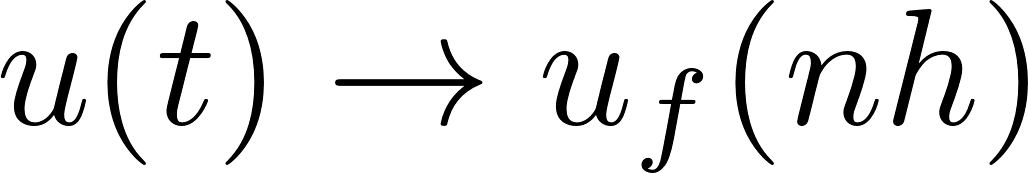 u(t) → u_f(nh)